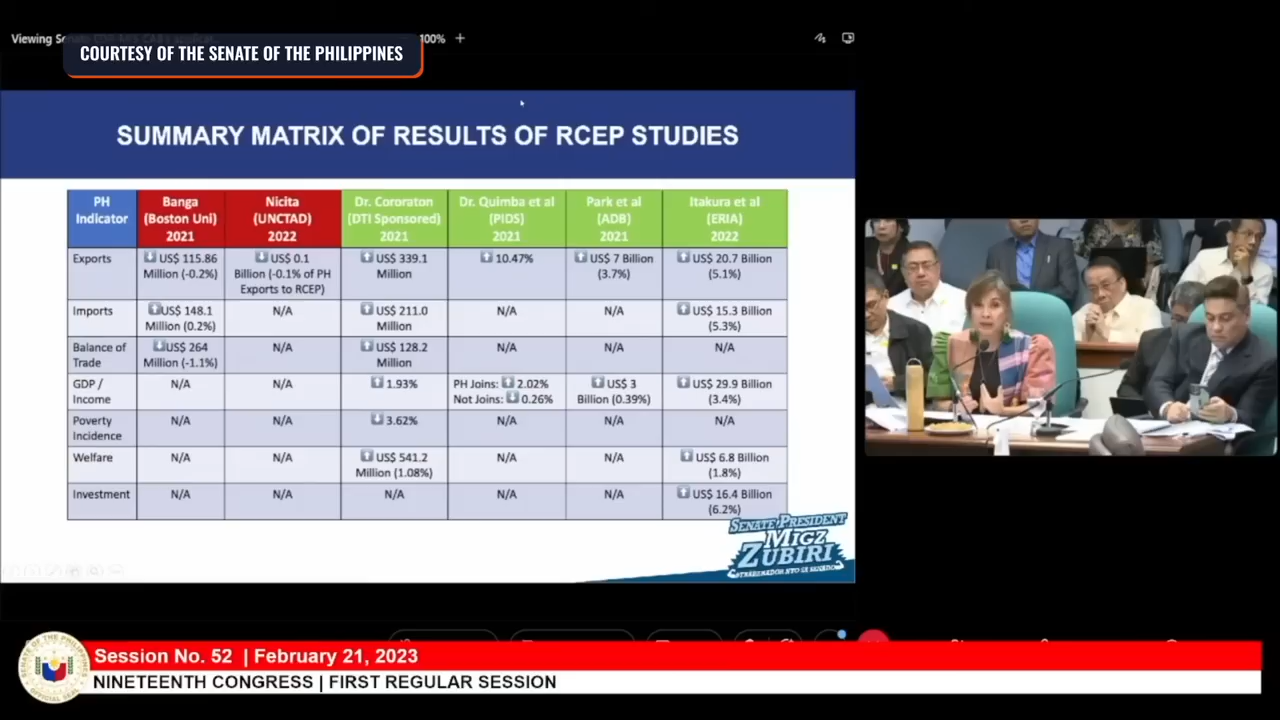 Viewing Se
100% +
COURTESY OF THE SENATE OF THE PHILIPPINES
SUMMARY MATRIX OF RESULTS OF RCEP STUDIES
PH Indicator | Banga (Boston Uni) 2021 | Nicita (UNCTAD) 2022 | Dr. Cororaton (DTI Sponsored) 2021 | Dr. Quimba et al (PIDS) 2021 | Park et al (ADB) 2021 | Itakura et al (ERIA) 2022
Exports | ⬇US$ 115.86 Million (-0.2%) | ⬇US$ 0.1 Billion (-0.1% of PH Exports to RCEP) | ⬆US$ 339.1 Million | ⬆10.47% | ⬆US$ 7 Billion (3.7%) | ⬆US$ 20.7 Billion (5.1%)
Imports | ⬆US$ 148.1 Million (0.2%) | N/A | ⬆US$ 211.0 Million | N/A | N/A | ⬆US$ 15.3 Billion (5.3%)
Balance of Trade | ⬇US$ 264 Million (-1.1%) | N/A | ⬆US$ 128.2 Million | N/A | N/A | N/A
GDP / Income | N/A | N/A | ⬆1.93% | PH Joins: ⬆2.02% Not Joins: ⬇0.26% | ⬆US$ 3 Billion (0.39%) | ⬆US$ 29.9 Billion (3.4%)
Poverty Incidence | N/A | N/A | ⬇3.62% | N/A | N/A | N/A
Welfare | N/A | N/A | ⬆US$ 541.2 Million (1.08%) | N/A | N/A | ⬆US$ 6.8 Billion (1.8%)
Investment | N/A | N/A | N/A | N/A | N/A | ⬆US$ 16.4 Billion (6.2%)
SENATE PRESIDENT
MIGZ
ZUBIRI
Session No. 52 | February 21, 2023
NINETEENTH CONGRESS | FIRST REGULAR SESSION